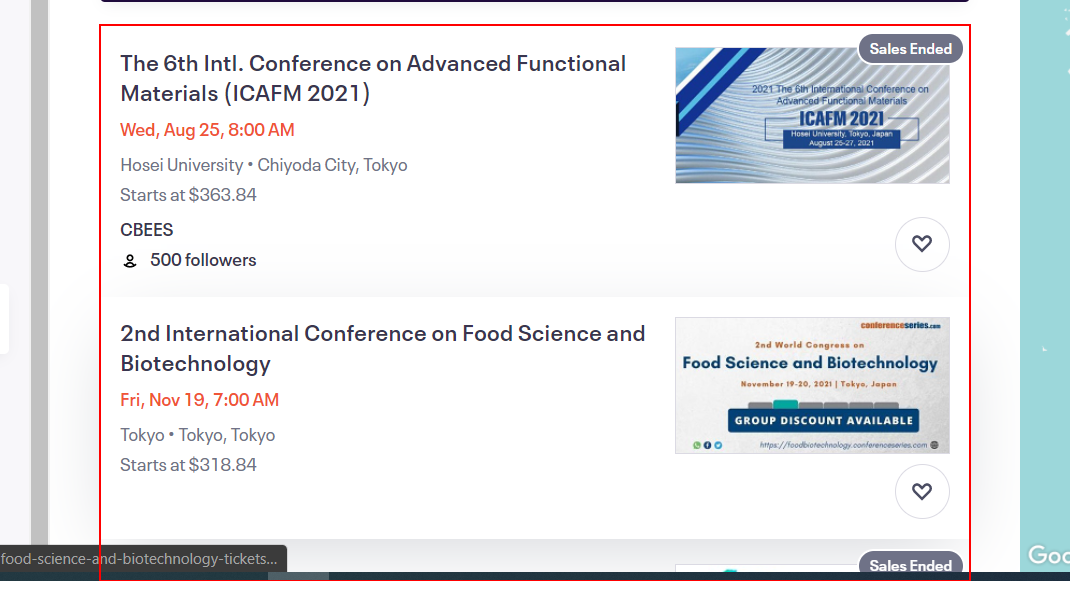 Sales Ended
The 6th Intl. Conference on Advanced Functional
Materials (ICAFM 2021)
Wed, Aug 25, 8:00 AM
Hosei University • Chiyoda City, Tokyo
Starts at $363.84
CBEES
500 followers
2021 The 6th International Conference on
Advanced Functional Materials
ICAFM 2021
Hosei University, Tokyo, Japan
August 25-27, 2021
2nd International Conference on Food Science and
Biotechnology
Fri, Nov 19, 7:00 AM
Tokyo • Tokyo, Tokyo
Starts at $318.84
conferenceseries.com
2nd World Congress on
Food Science and Biotechnology
November 19-20, 2021 | Tokyo, Japan
GROUP DISCOUNT AVAILABLE
https://foodbiotechnology.conferenceseries.com
food-science-and-biotechnology-tickets...
Sales Ended
Goo